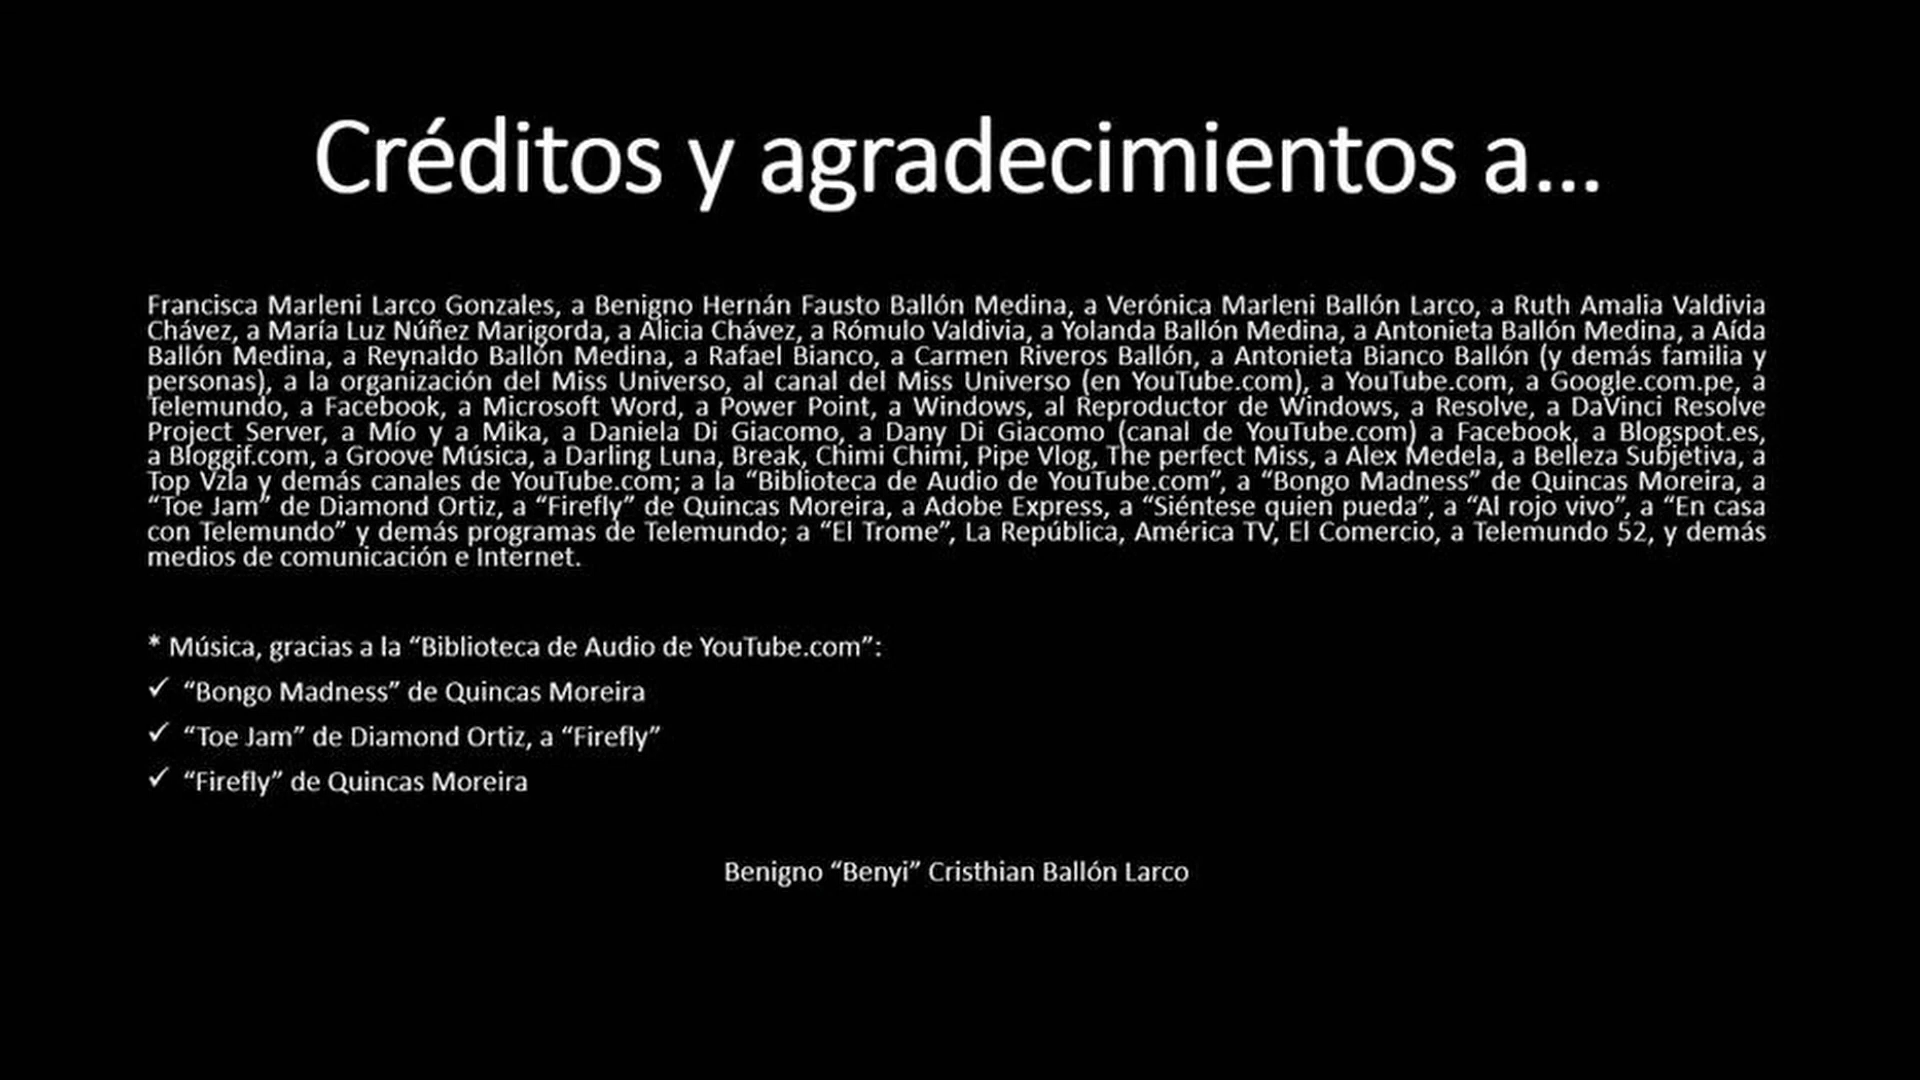 Créditos y agradecimientos a...
Francisca Marleni Larco Gonzales, a Benigno Hernán Fausto Ballón Medina, a Verónica Marleni Ballón Larco, a Ruth Amalia Valdivia
Chávez, a María Luz Núñez Marigorda, a Alicia Chávez, a Rómulo Valdivia, a Yolanda Ballón Medina, a Antonieta Ballón Medina, a Aída
Ballón Medina, a Reynaldo Ballón Medina, a Rafael Bianco, a Carmen Riveros Ballón, a Antonieta Bianco Ballón (y demás familia y
personas), a la organización del Miss Universo, al canal del Miss Universo (en YouTube.com), a YouTube.com, a Google.com.pe, a
Telemundo, a Facebook, a Microsoft Word, a Power Point, a Windows, al Reproductor de Windows, a Resolve, a DaVinci Resolve
Project Server, a Mío y a Mika, a Daniela Di Giacomo, a Dany Di Giacomo (canal de YouTube.com) a Facebook, a Blogspot.es,
a Bloggif.com, a Groove Música, a Darling Luna, Break, Chimi Chimi, Pipe Vlog, The perfect Miss, a Alex Medela, a Belleza Subjetiva, a
Top Vzla y demás canales de YouTube.com; a la “Biblioteca de Audio de YouTube.com”, a “Bongo Madness” de Quincas Moreira, a
“Toe Jam” de Diamond Ortiz, a “Firefly” de Quincas Moreira, a Adobe Express, a “Siéntese quien pueda”, a “Al rojo vivo”, a “En casa
con Telemundo” y demás programas de Telemundo; a “El Trome”, La República, América TV, El Comercio, a Telemundo 52, y demás
medios de comunicación e Internet.
* Música, gracias a la “Biblioteca de Audio de YouTube.com”:
✓ “Bongo Madness” de Quincas Moreira
✓ “Toe Jam” de Diamond Ortiz, a “Firefly”
✓ “Firefly” de Quincas Moreira
Benigno “Benyi” Cristhian Ballón Larco